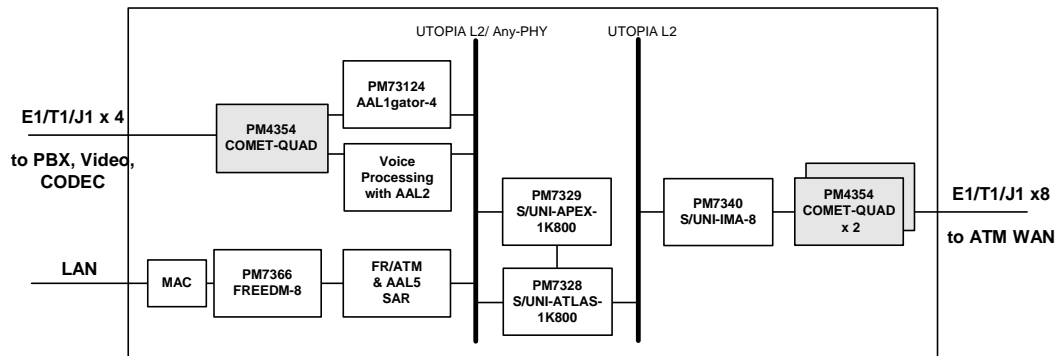 UTOPIA L2/ Any-PHY
UTOPIA L2
PM73124
AAL1gator-4
E1/T1/J1 x 4
to PBX, Video,
CODEC
PM4354
COMET-QUAD
Voice
Processing
with AAL2
PM7329
S/UNI-APEX-
1K800
PM7340
S/UNI-IMA-8
PM4354
COMET-QUAD
x 2
E1/T1/J1 x8
to ATM WAN
LAN
MAC
PM7366
FREEDM-8
FR/ATM
& AAL5
SAR
PM7328
S/UNI-ATLAS-
1K800